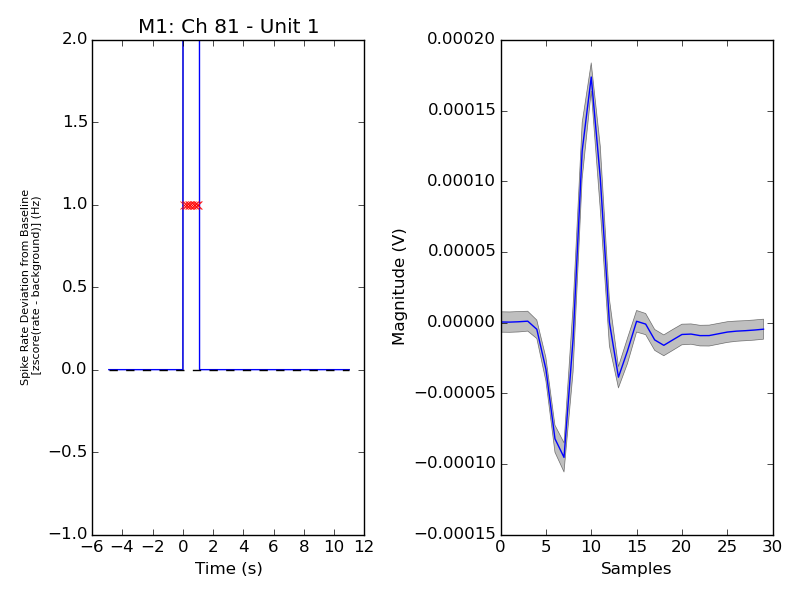 M1: Ch 81 - Unit 1
2.0
1.5
1.0
0.5
0.0
−0.5
−1.0
−6 −4 −2 0 2 4 6 8 10 12
Time (s)
Spike Rate Deviation from Baseline
[zscore(rate - background)] (Hz)
0.00020
0.00015
0.00010
0.00005
0.00000
−0.00005
−0.00010
−0.00015
0 5 10 15 20 25 30
Samples
Magnitude (V)